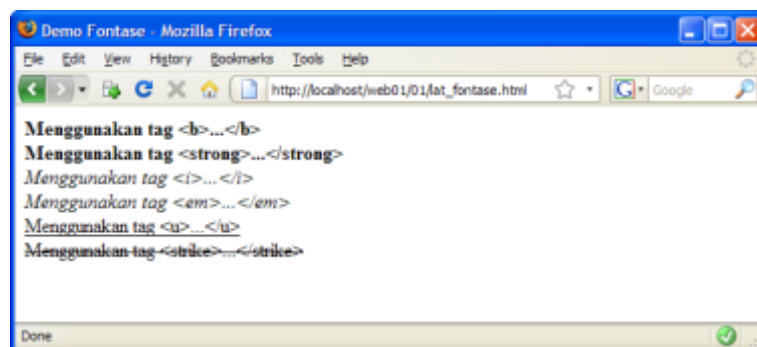 Demo Fontase - Mozilla Firefox
File Edit View History Bookmarks Tools Help
http://localhost/web01/01/lat_fontase.html Google
Menggunakan tag <b>...</b>
Menggunakan tag <strong>...</strong>
Menggunakan tag <i>...</i>
Menggunakan tag <em>...</em>
Menggunakan tag <u>...</u>
Menggunakan tag <strike>...</strike>
Done